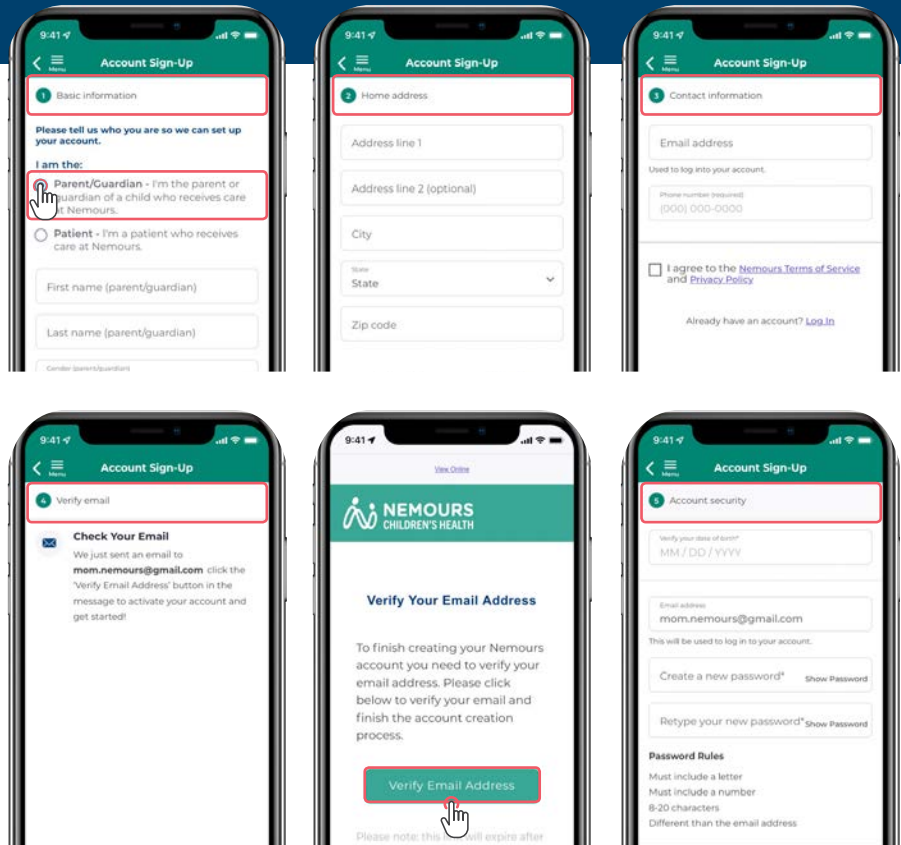 9:41
Menu
Account Sign-Up
1 Basic information
Please tell us who you are so we can set up
your account.
I am the:
Parent/Guardian - I'm the parent or
guardian of a child who receives care
at Nemours.
Patient - I'm a patient who receives
care at Nemours.
First name (parent/guardian)
Last name (parent/guardian)
Gender (parent/guardian)
9:41
Menu
Account Sign-Up
2 Home address
Address line 1
Address line 2 (optional)
City
State
State
Zip code
9:41
Menu
Account Sign-Up
3 Contact information
Email address
Used to log into your account.
Phone number (required)
(000) 000-0000
I agree to the Nemours Terms of Service
and Privacy Policy
Already have an account? Log In
9:41
Menu
Account Sign-Up
4 Verify email
Check Your Email
We just sent an email to
mom.nemours@gmail.com click the
'Verify Email Address' button in the
message to activate your account and
get started!
9:41
View Online
NEMOURS
CHILDREN'S HEALTH
Verify Your Email Address
To finish creating your Nemours
account you need to verify your
email address. Please click
below to verify your email and
finish the account creation
process.
Verify Email Address
Please note: this will expire after
9:41
Menu
Account Sign-Up
5 Account security
Verify your date of birth*
MM / DD / YYYY
Email address
mom.nemours@gmail.com
This will be used to log in to your account.
Create a new password* Show Password
Retype your new password* Show Password
Password Rules
Must include a letter
Must include a number
8-20 characters
Different than the email address